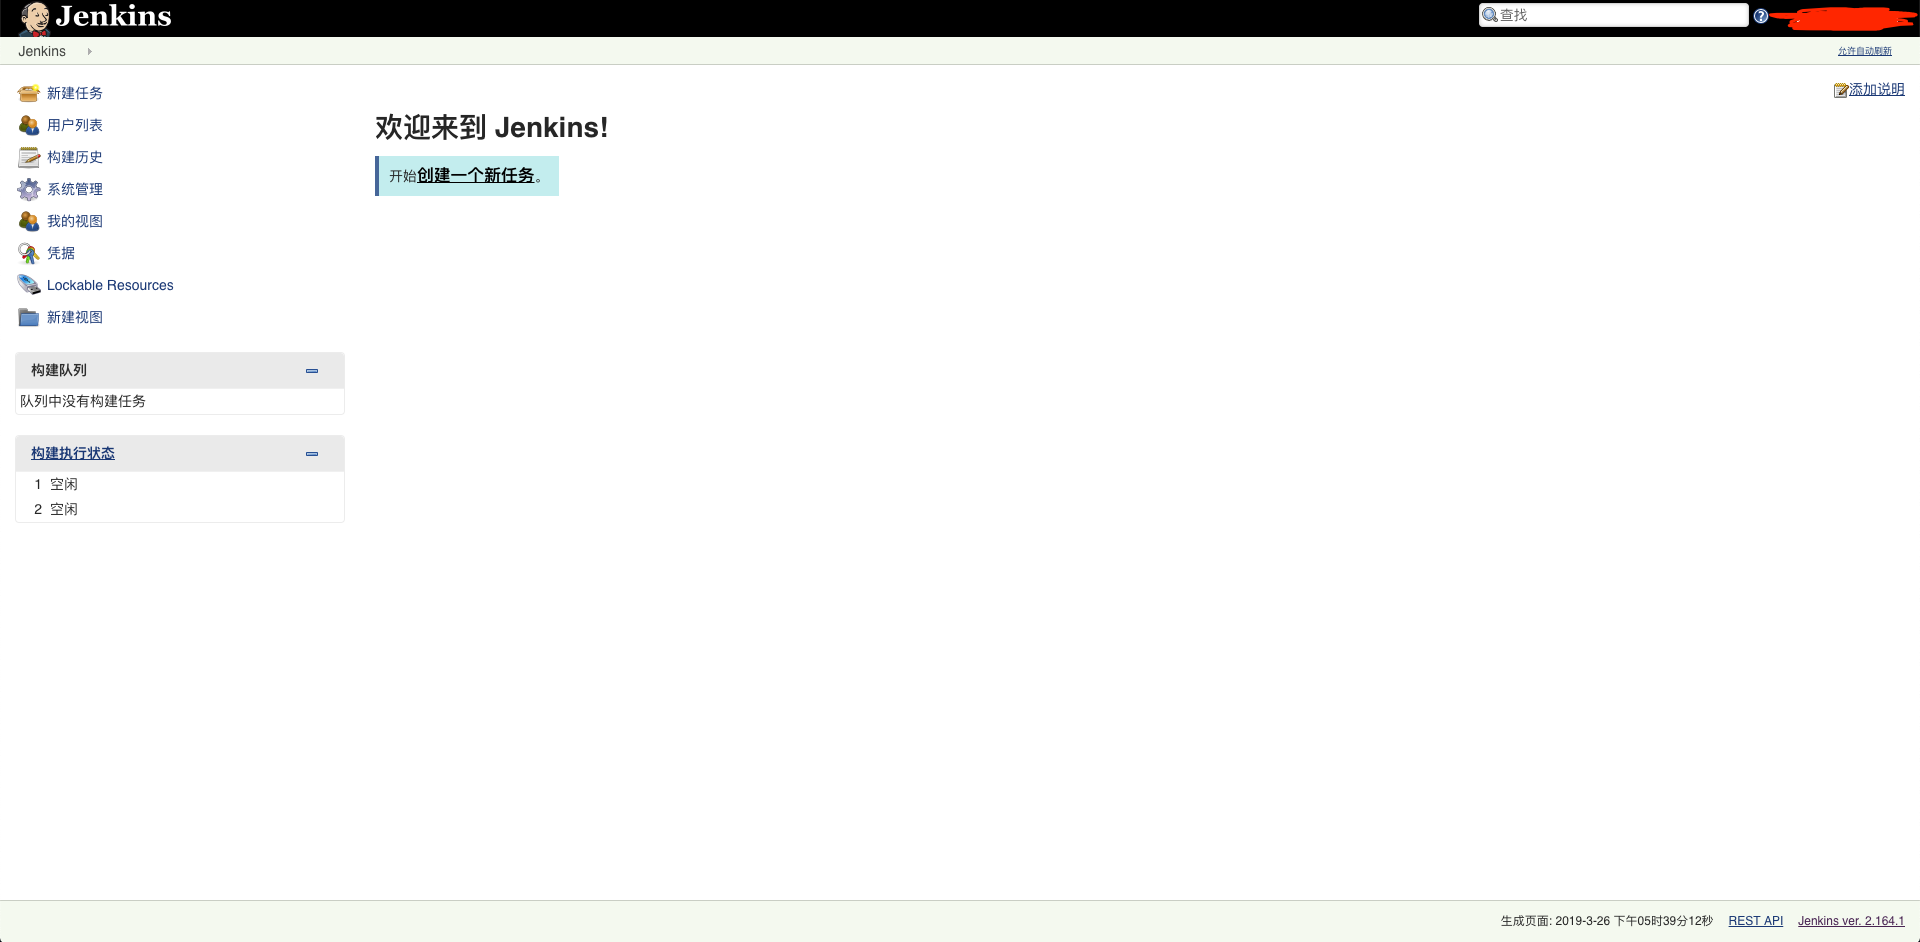 Jenkins
查找
Jenkins
允许自动刷新
添加说明
新建任务
用户列表
构建历史
系统管理
我的视图
凭据
Lockable Resources
新建视图
构建队列
队列中没有构建任务
构建执行状态
1 空闲
2 空闲
欢迎来到 Jenkins!
开始创建一个新任务。
生成页面: 2019-3-26 下午05时39分12秒 REST API Jenkins ver. 2.164.1